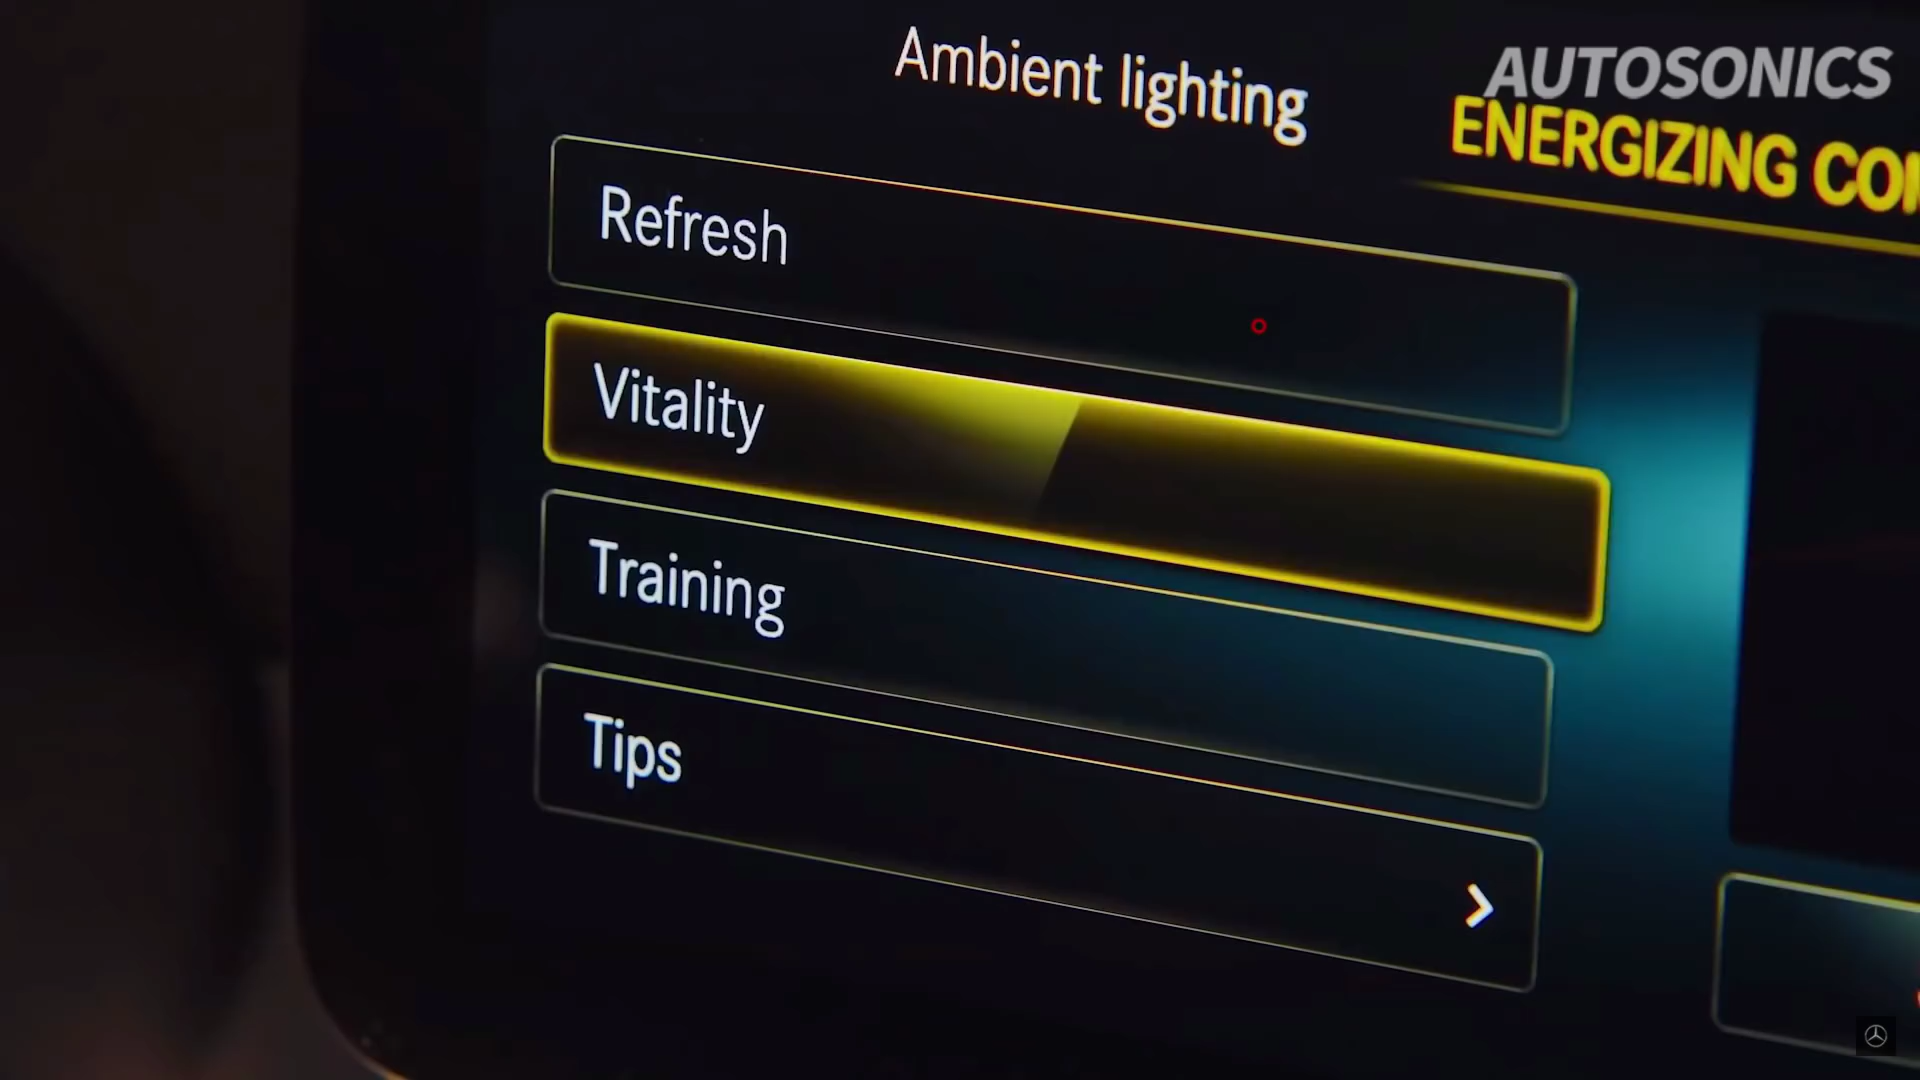 Ambient lighting
AUTOSONICS
ENERGIZING CO
Refresh
Vitality
Training
Tips